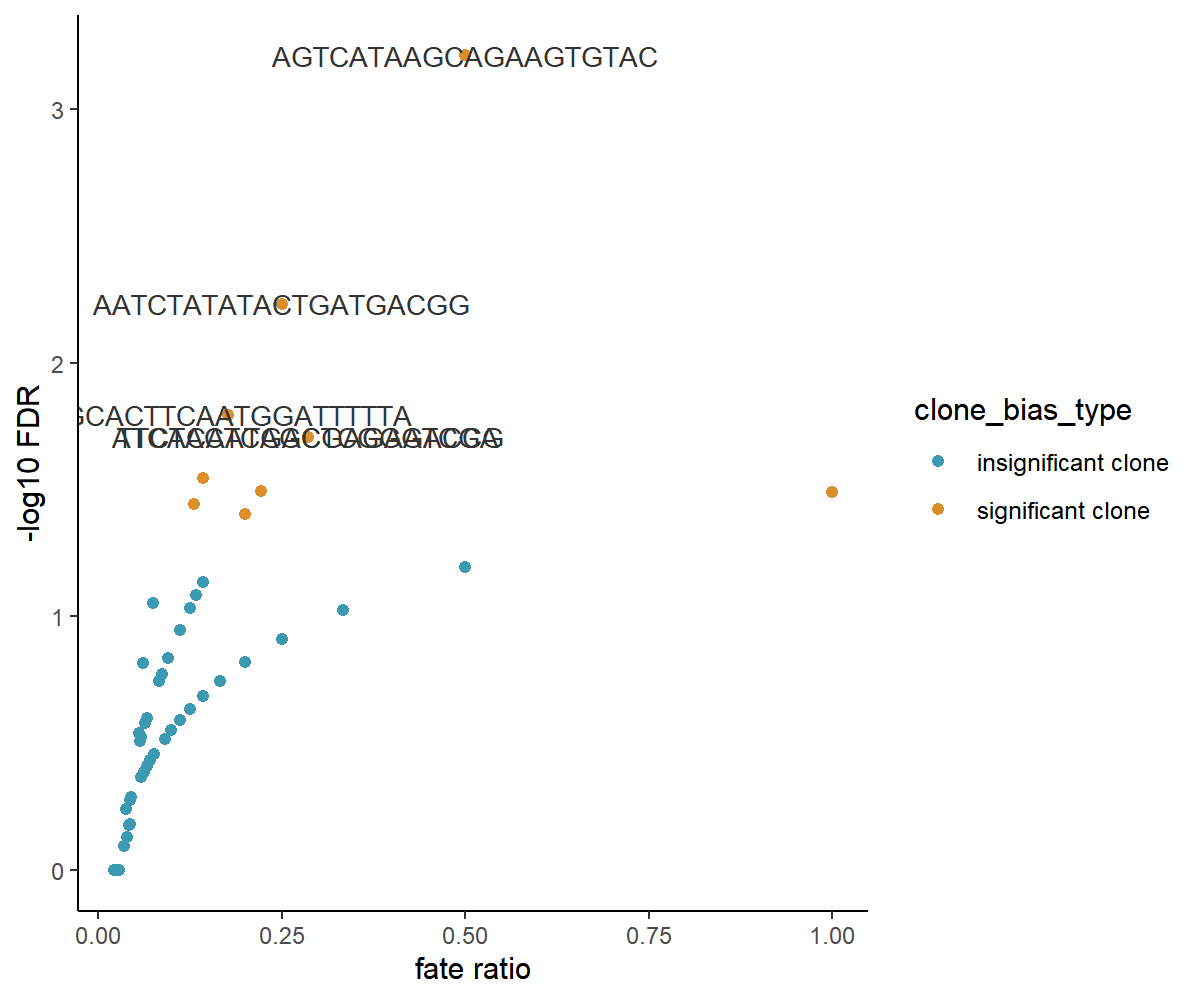 AGTCATAAGCAGAAGTGTAC
3
AATCTATATACTGATGACGG
2
GCACTTCAATGGATTTTTA
1
0
-log10 FDR
0.00 0.25 0.50 0.75 1.00
fate ratio
clone_bias_type
insignificant clone
significant clone